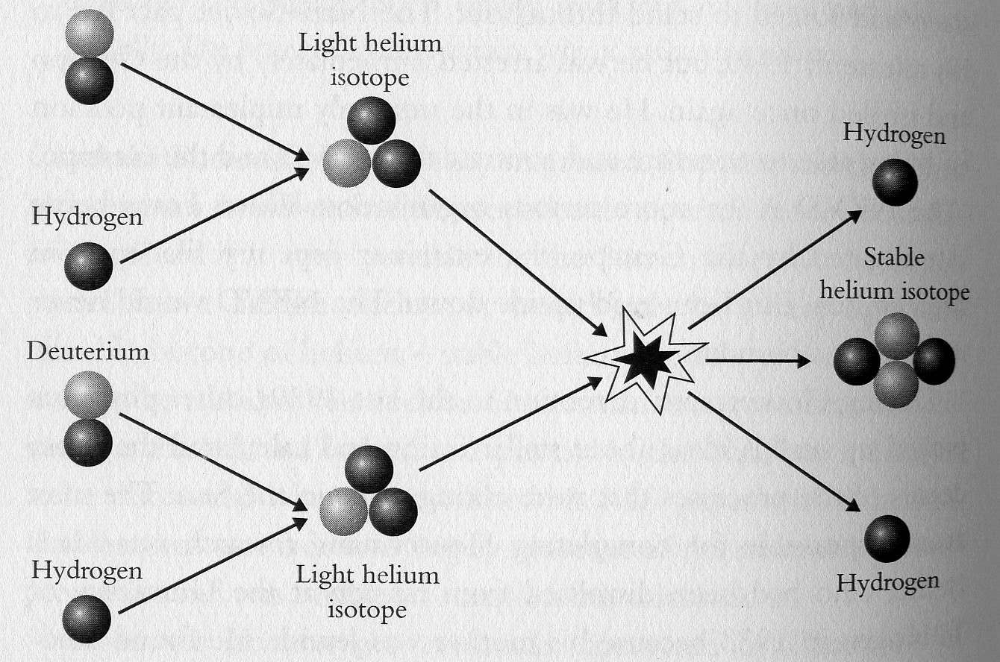 Light helium
isotope
Hydrogen
Hydrogen
Stable
helium isotope
Deuterium
Hydrogen
Light helium
isotope
Hydrogen